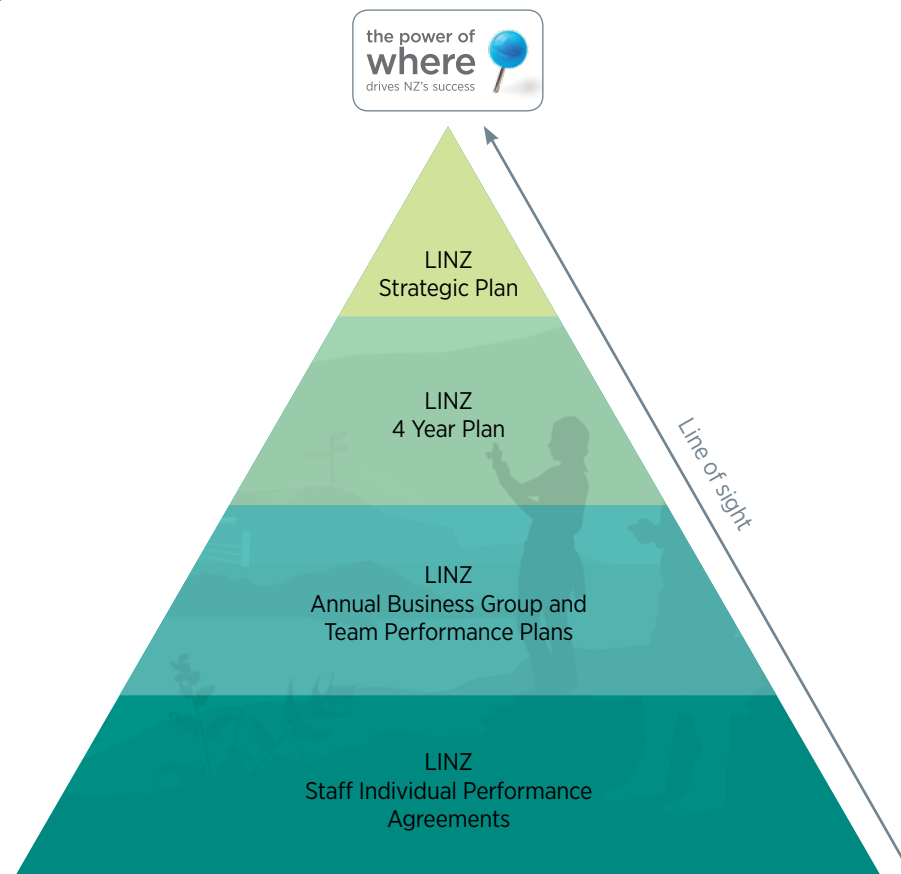 the power of
where
drives NZ's success
LINZ
Strategic Plan
LINZ
4 Year Plan
Line of sight
LINZ
Annual Business Group and
Team Performance Plans
LINZ
Staff Individual Performance
Agreements